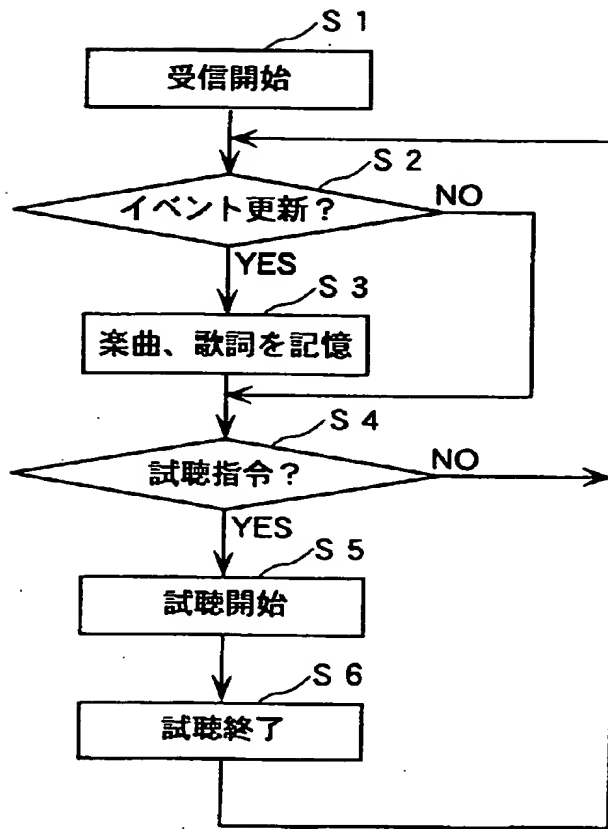 S 1
受信開始
S 2
イベント更新?
NO
YES
S 3
楽曲、歌詞を記憶
S 4
試聴指令?
NO
YES
S 5
試聴開始
S 6
試聴終了